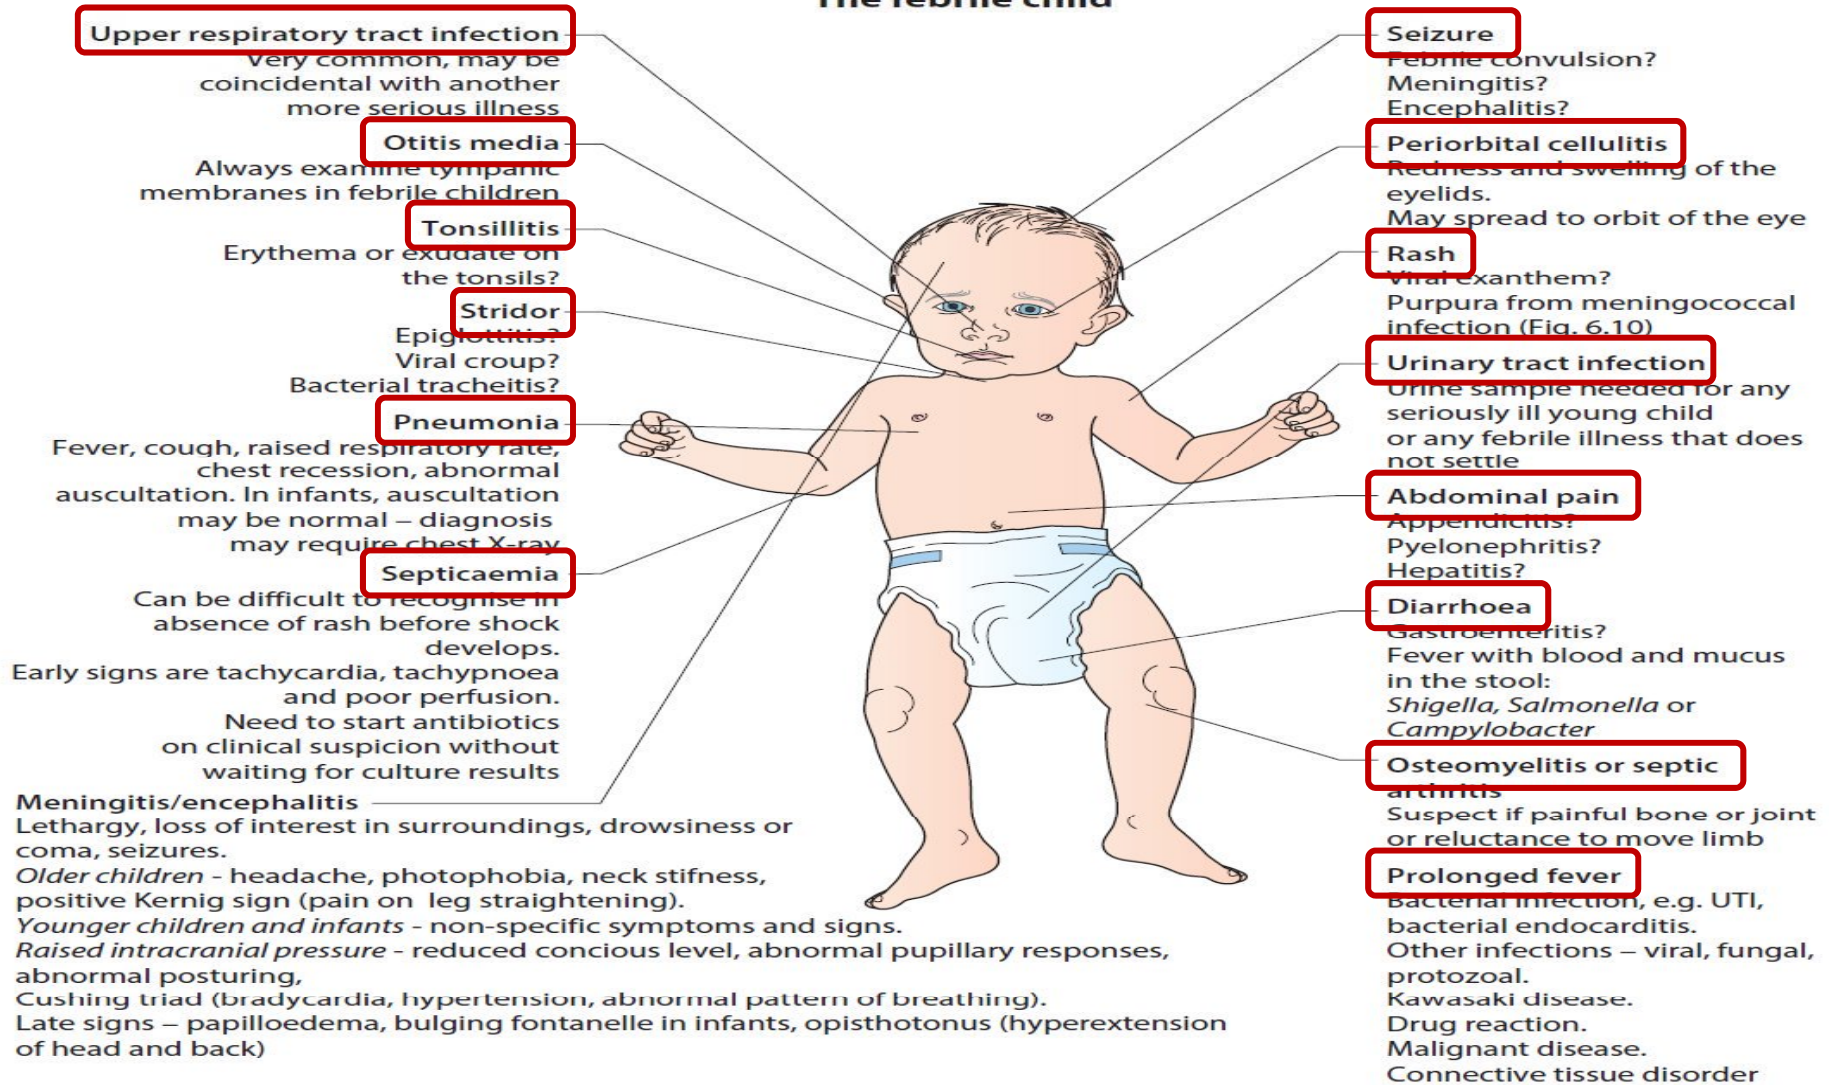 The febrile child
Upper respiratory tract infection
Very common, may be
coincidental with another
more serious illness
Otitis media
Always examine tympanic
membranes in febrile children
Tonsillitis
Erythema or exudate on
the tonsils?
Stridor
Epiglottitis?
Viral croup?
Bacterial tracheitis?
Pneumonia
Fever, cough, raised respiratory rate,
chest recession, abnormal
auscultation. In infants, auscultation
may be normal – diagnosis
may require chest X-ray
Septicaemia
Can be difficult to recognise in
absence of rash before shock
develops.
Early signs are tachycardia, tachypnoea
and poor perfusion.
Need to start antibiotics
on clinical suspicion without
waiting for culture results
Meningitis/encephalitis
Lethargy, loss of interest in surroundings, drowsiness or
coma, seizures.
Older children - headache, photophobia, neck stifness,
positive Kernig sign (pain on leg straightening).
Younger children and infants - non-specific symptoms and signs.
Raised intracranial pressure - reduced concious level, abnormal pupillary responses,
abnormal posturing,
Cushing triad (bradycardia, hypertension, abnormal pattern of breathing).
Late signs – papilloedema, bulging fontanelle in infants, opisthotonus (hyperextension
of head and back)
Seizure
Febrile convulsion?
Meningitis?
Encephalitis?
Periorbital cellulitis
Redness and swelling of the
eyelids.
May spread to orbit of the eye
Rash
Viral exanthem?
Purpura from meningococcal
infection (Fig. 6.10)
Urinary tract infection
Urine sample needed for any
seriously ill young child
or any febrile illness that does
not settle
Abdominal pain
Appendicitis?
Pyelonephritis?
Hepatitis?
Diarrhoea
Gastroenteritis?
Fever with blood and mucus
in the stool:
Shigella, Salmonella or
Campylobacter
Osteomyelitis or septic
arthritis
Suspect if painful bone or joint
or reluctance to move limb
Prolonged fever
Bacterial infection, e.g. UTI,
bacterial endocarditis.
Other infections – viral, fungal,
protozoal.
Kawasaki disease.
Drug reaction.
Malignant disease.
Connective tissue disorder